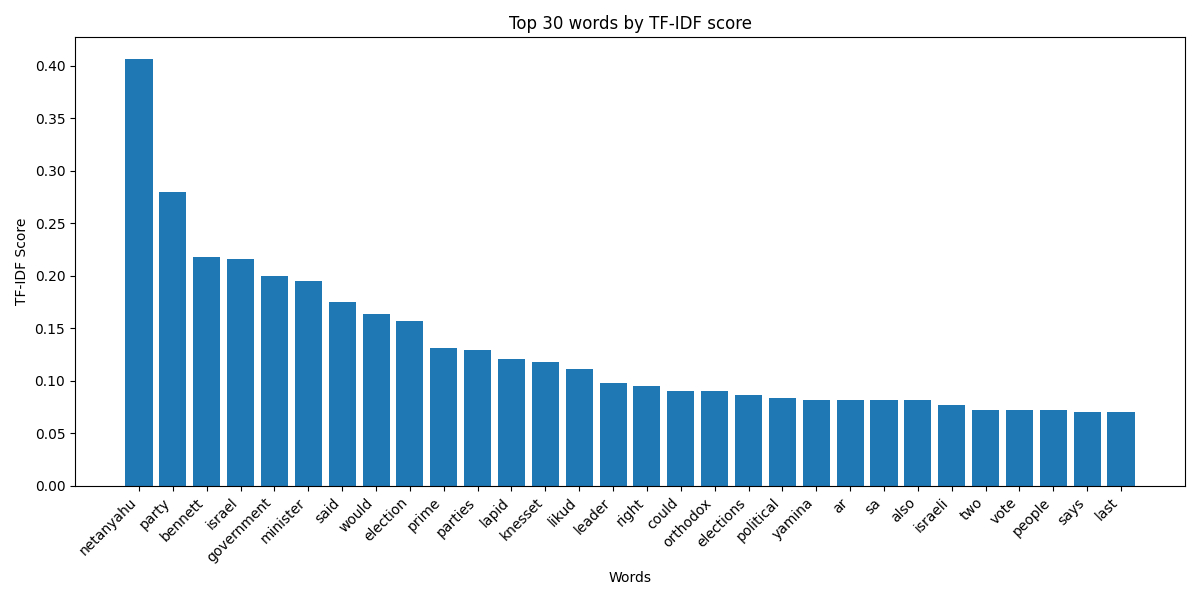 Top 30 words by TF-IDF score
TF-IDF Score
0.40
0.35
0.30
0.25
0.20
0.15
0.10
0.05
0.00
netanyahu
party
bennett
israel
government
minister
said
would
election
prime
parties
lapid
knesset
likud
leader
right
could
orthodox
elections
political
yamina
ar
sa
also
israeli
two
vote
people
says
last
Words